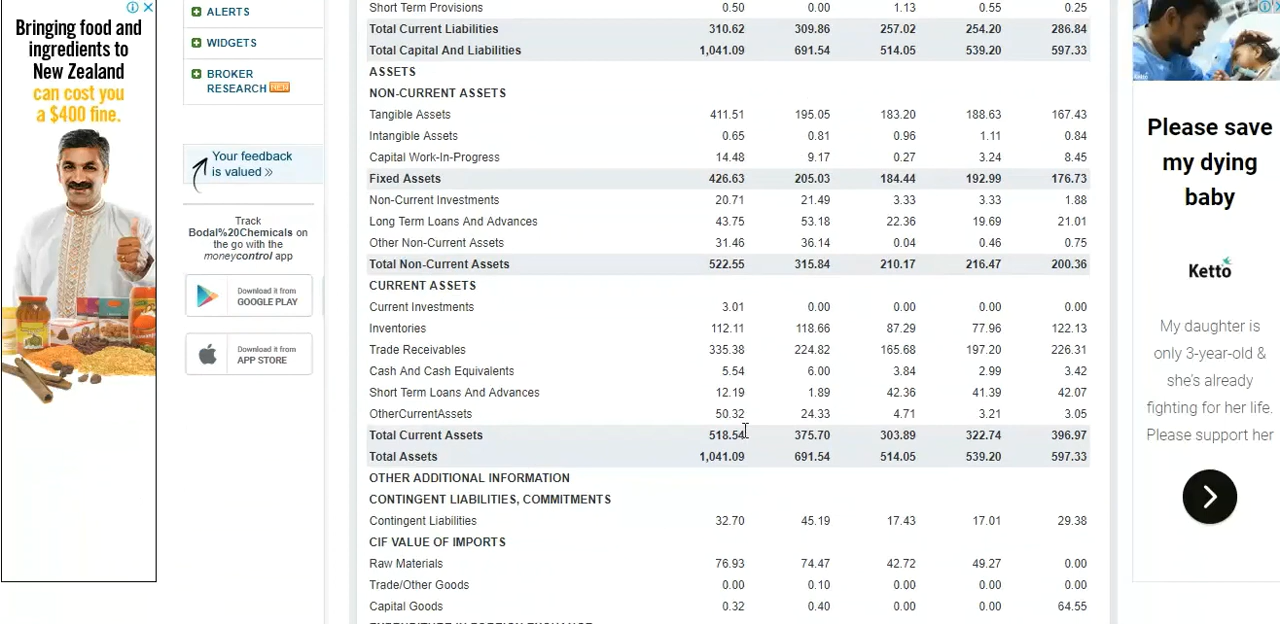 Bringing food and
ingredients to
New Zealand
can cost you
a $400 fine.
ALERTS
WIDGETS
BROKER
RESEARCH NEW
Your feedback
is valued »
Track
Bodal%20Chemicals on
the go with the
moneycontrol app
Download it from
GOOGLE PLAY
Download it from
APP STORE
Short Term Provisions 0.50 0.00 1.13 0.55 0.25
Total Current Liabilities 310.62 309.86 257.02 254.20 286.84
Total Capital And Liabilities 1,041.09 691.54 514.05 539.20 597.33
ASSETS
NON-CURRENT ASSETS
Tangible Assets 411.51 195.05 183.20 188.63 167.43
Intangible Assets 0.65 0.81 0.96 1.11 0.84
Capital Work-In-Progress 14.48 9.17 0.27 3.24 8.45
Fixed Assets 426.63 205.03 184.44 192.99 176.73
Non-Current Investments 20.71 21.49 3.33 3.33 1.88
Long Term Loans And Advances 43.75 53.18 22.36 19.69 21.01
Other Non-Current Assets 31.46 36.14 0.04 0.46 0.75
Total Non-Current Assets 522.55 315.84 210.17 216.47 200.36
CURRENT ASSETS
Current Investments 3.01 0.00 0.00 0.00 0.00
Inventories 112.11 118.66 87.29 77.96 122.13
Trade Receivables 335.38 224.82 165.68 197.20 226.31
Cash And Cash Equivalents 5.54 6.00 3.84 2.99 3.42
Short Term Loans And Advances 12.19 1.89 42.36 41.39 42.07
OtherCurrentAssets 50.32 24.33 4.71 3.21 3.05
Total Current Assets 518.54 375.70 303.89 322.74 396.97
Total Assets 1,041.09 691.54 514.05 539.20 597.33
OTHER ADDITIONAL INFORMATION
CONTINGENT LIABILITIES, COMMITMENTS
Contingent Liabilities 32.70 45.19 17.43 17.01 29.38
CIF VALUE OF IMPORTS
Raw Materials 76.93 74.47 42.72 49.27 0.00
Trade/Other Goods 0.00 0.10 0.00 0.00 0.00
Capital Goods 0.32 0.40 0.00 0.00 64.55
Please save
my dying
baby
Ketto
My daughter is
only 3-year-old &
she's already
fighting for her life.
Please support her